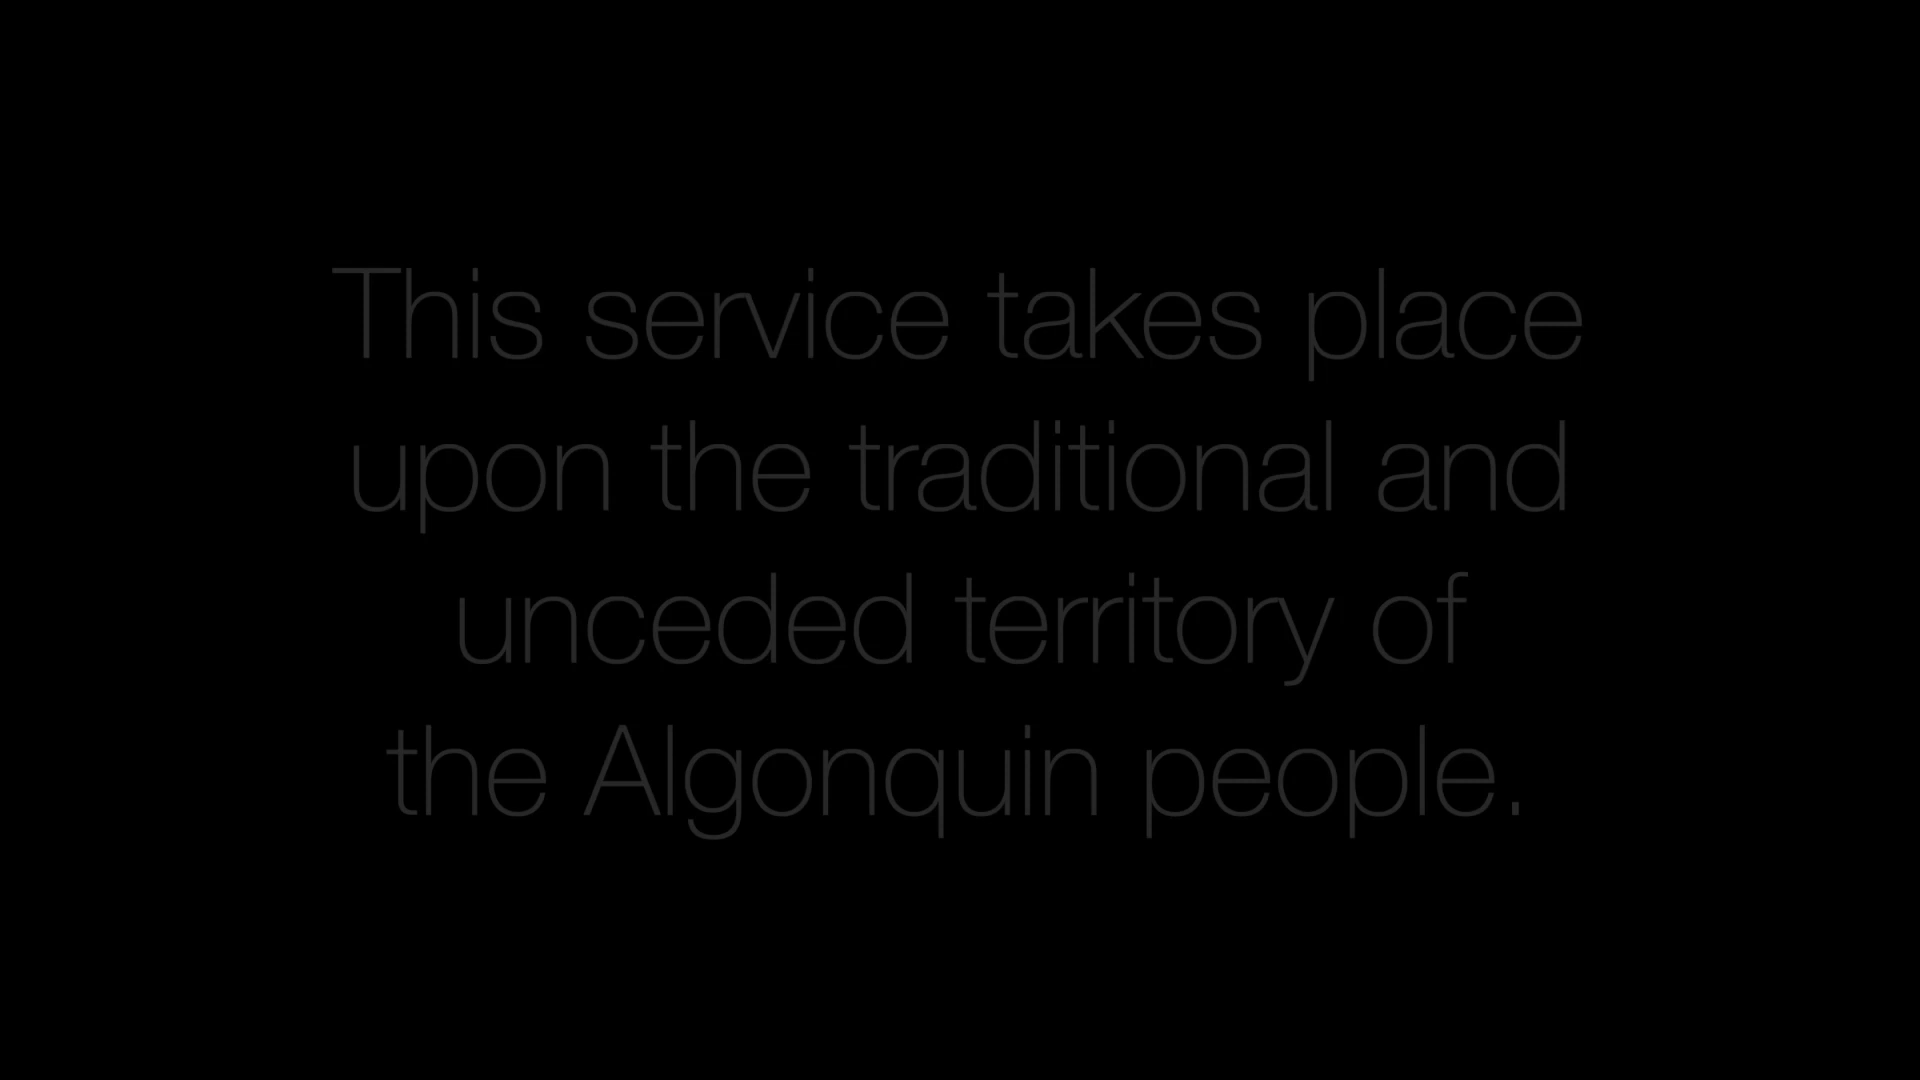 This service takes place
upon the traditional and
unceded territory of
the Algonquin people.